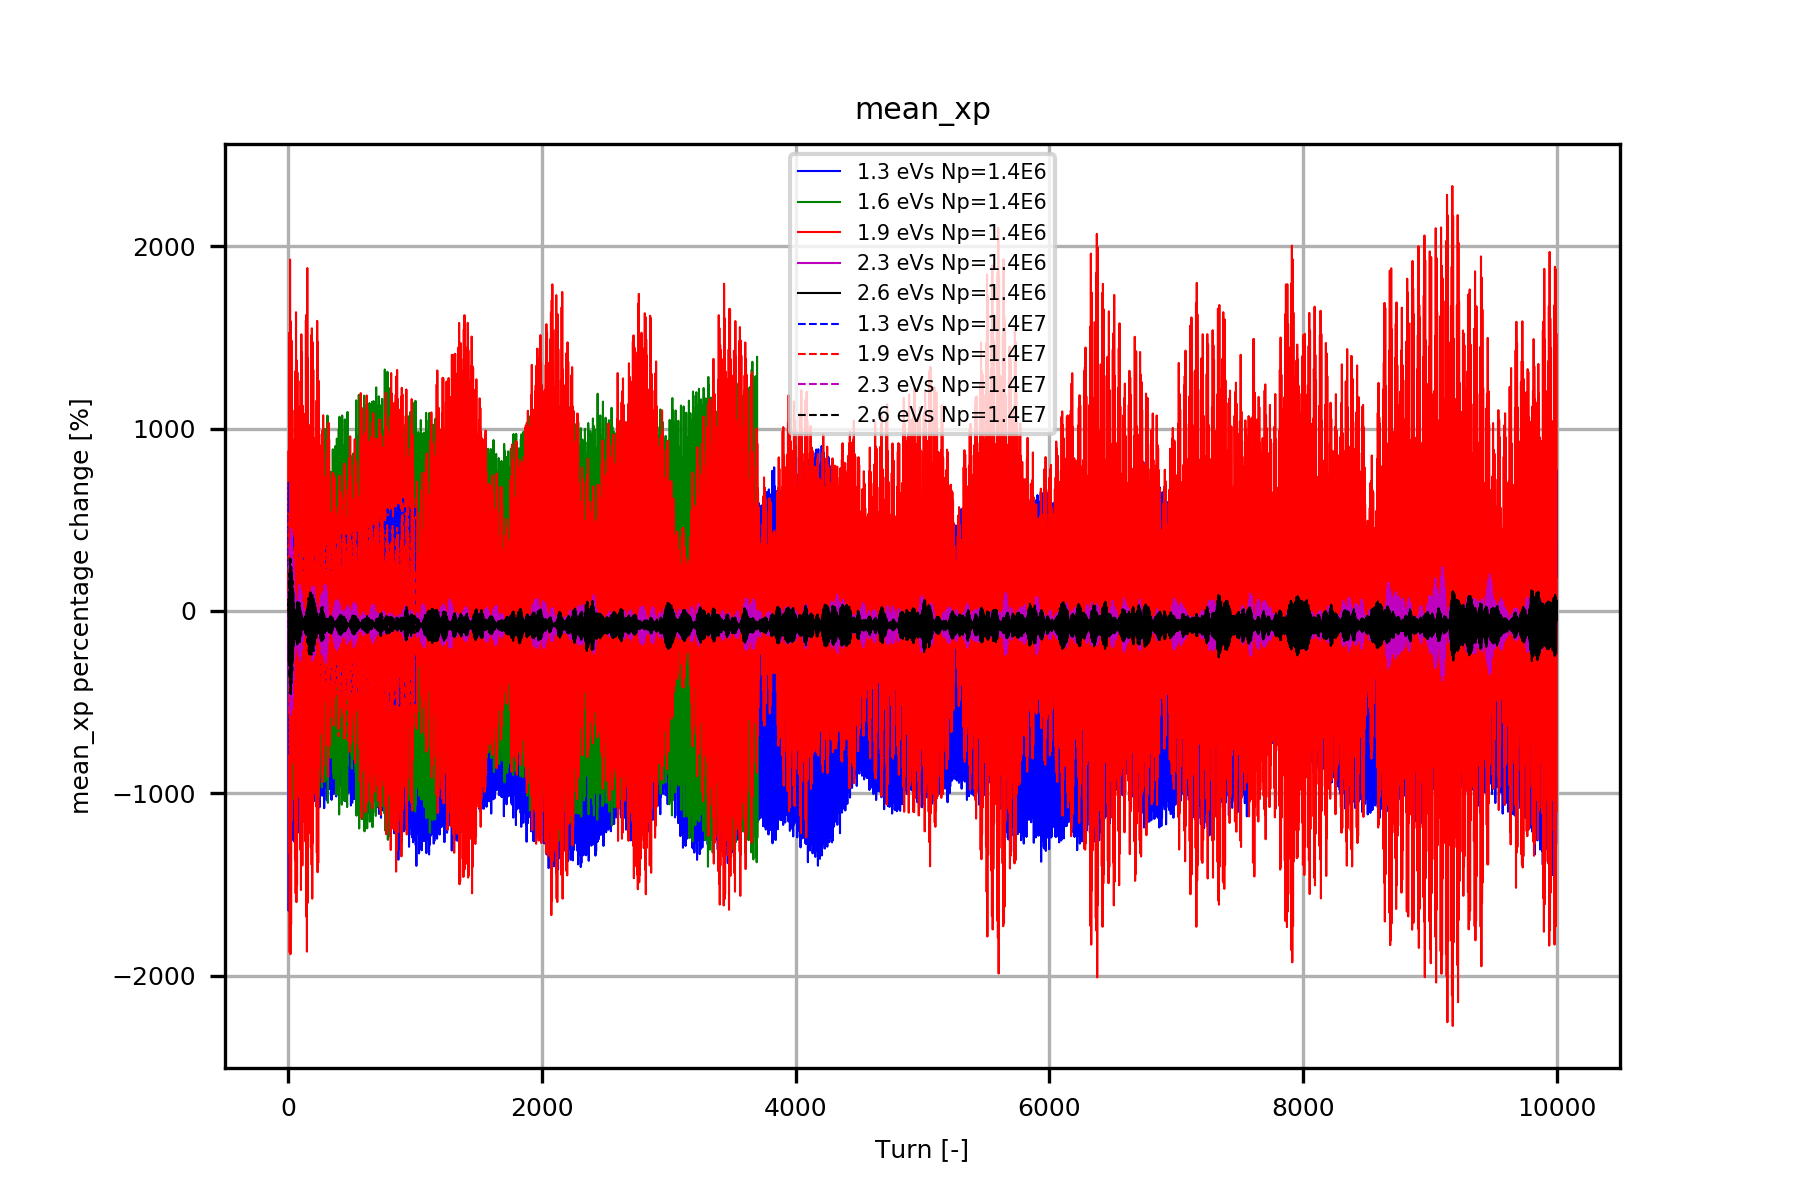 mean_xp
1.3 eVs Np=1.4E6
1.6 eVs Np=1.4E6
1.9 eVs Np=1.4E6
2.3 eVs Np=1.4E6
2.6 eVs Np=1.4E6
1.3 eVs Np=1.4E7
1.9 eVs Np=1.4E7
2.3 eVs Np=1.4E7
2.6 eVs Np=1.4E7
mean_xp percentage change [%]
2000
1000
0
−1000
−2000
0 2000 4000 6000 8000 10000
Turn [-]